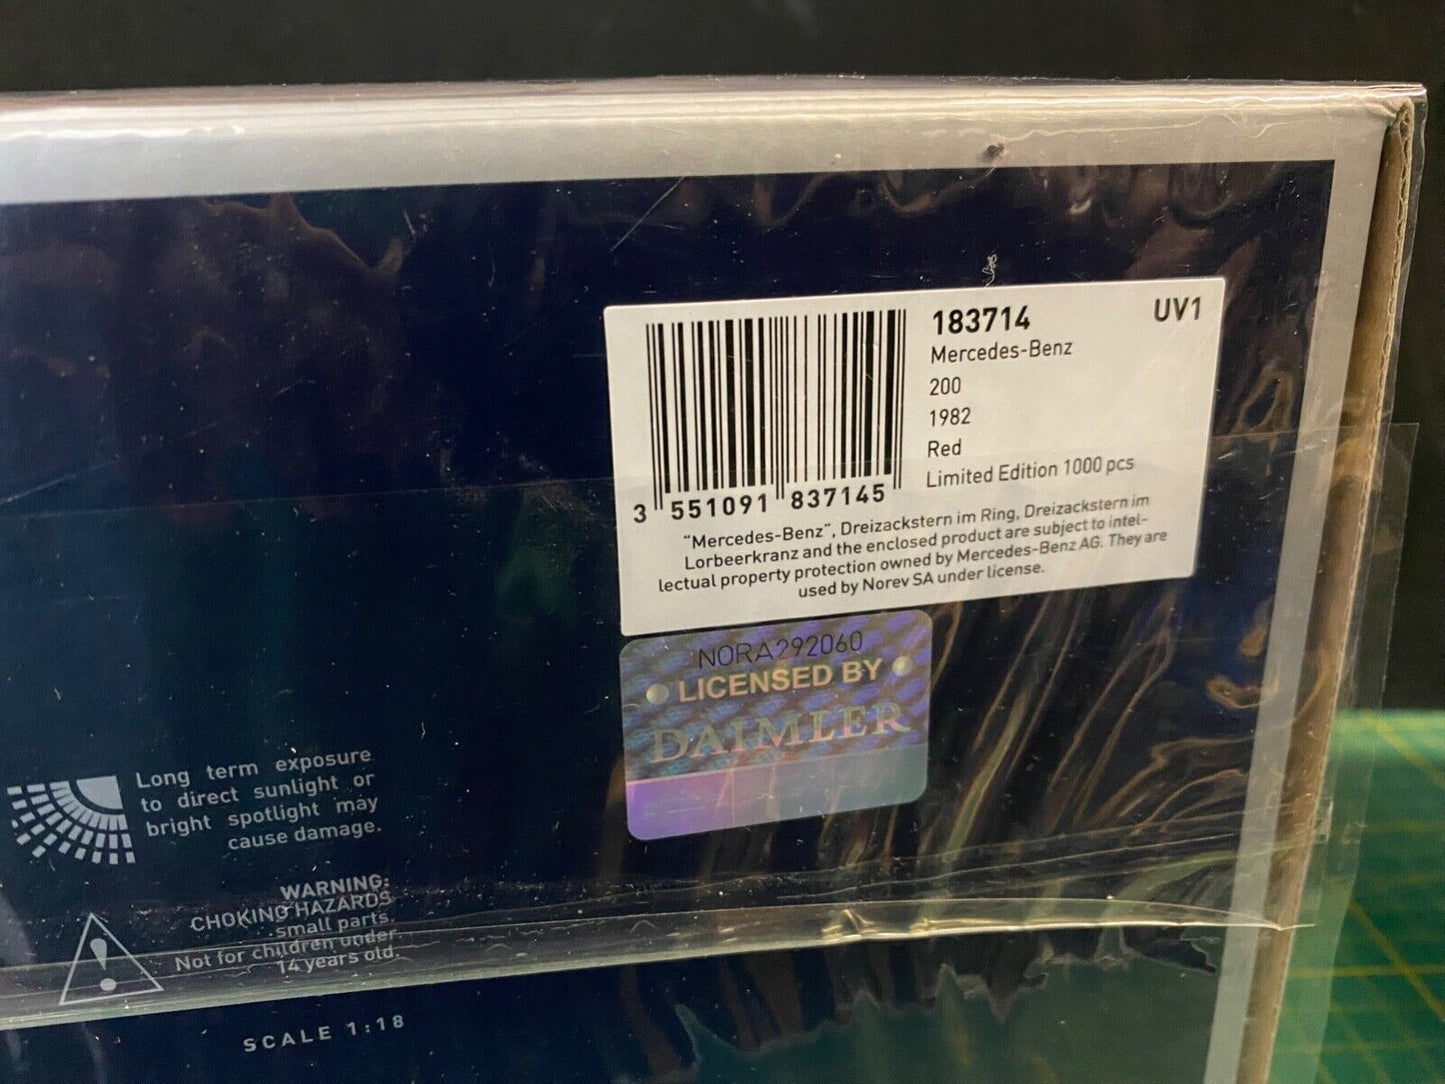 183714
UV1
Mercedes-Benz
200
1982
Red
Limited Edition 1000 pcs
3 551091 837145
"Mercedes-Benz", Dreizackstern im Ring, Dreizackstern im
Lorbeerkranz and the enclosed product are subject to intel-
lectual property protection owned by Mercedes-Benz AG. They are
used by Norev SA under license.
NORA292060
LICENSED BY
DAIMLER
Long term exposure
to direct sunlight or
bright spotlight may
cause damage.
WARNING:
CHOKING HAZARDS
small parts.
Not for children under
14 years old.
SCALE 1:18